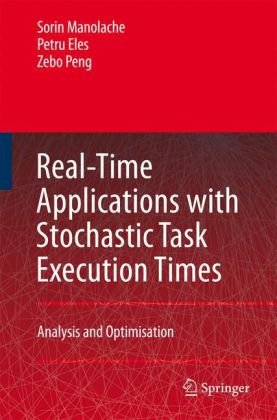 Sorin Manolache
Petru Eles
Zebo Peng
Real-Time
Applications with
Stochastic Task
Execution Times
Analysis and Optimisation
Springer